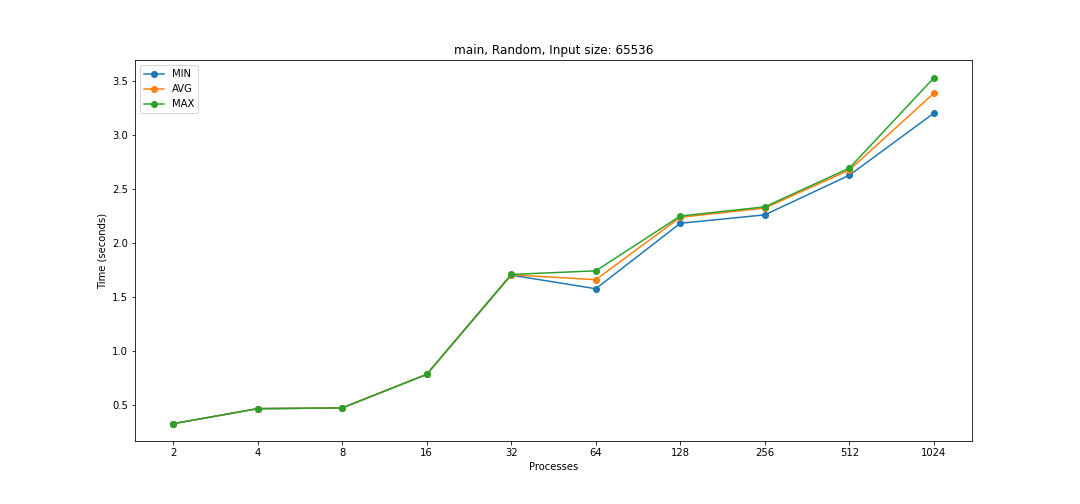 main, Random, Input size: 65536
MIN
AVG
MAX
Time (seconds)
3.5
3.0
2.5
2.0
1.5
1.0
0.5
2 4 8 16 32 64 128 256 512 1024
Processes